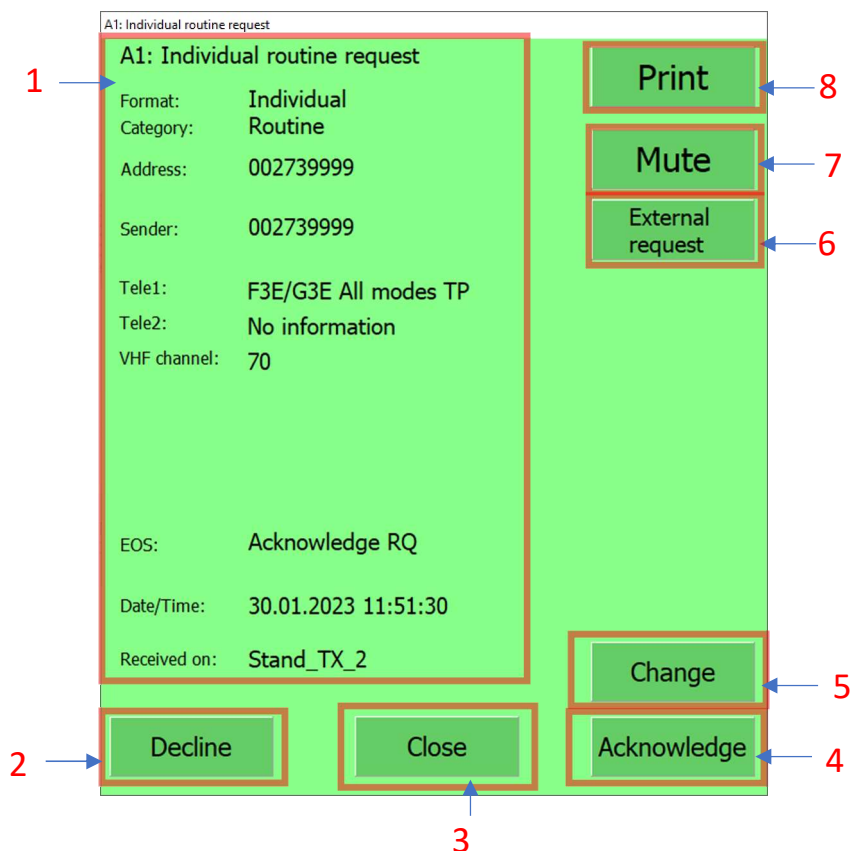 A1: Individual routine request
A1: Individual routine request
1
Format: Individual
Category: Routine
Address: 002739999
Sender: 002739999
Tele1: F3E/G3E All modes TP
Tele2: No information
VHF channel: 70
EOS: Acknowledge RQ
Date/Time: 30.01.2023 11:51:30
Received on: Stand_TX_2
Print
8
Mute
7
External
request
6
Change
5
2
Decline
Close
Acknowledge
4
3